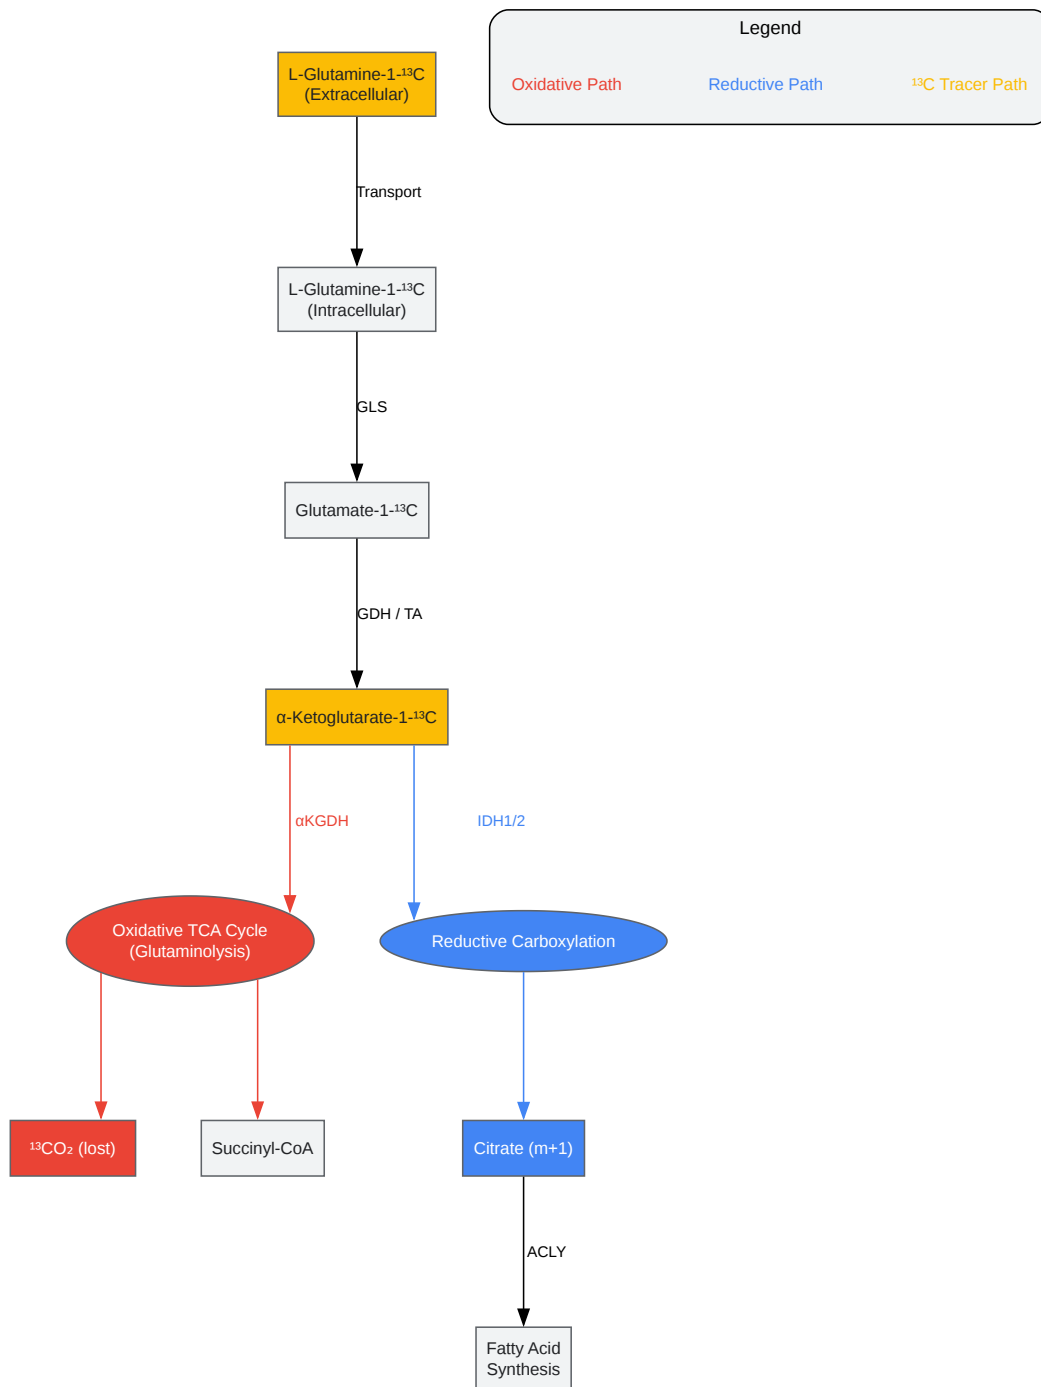 Legend
Oxidative Path
Reductive Path
¹³C Tracer Path
L-Glutamine-1-¹³C
(Extracellular)
Transport
L-Glutamine-1-¹³C
(Intracellular)
GLS
Glutamate-1-¹³C
GDH / TA
α-Ketoglutarate-1-¹³C
αKGDH
IDH1/2
Oxidative TCA Cycle
(Glutaminolysis)
Reductive Carboxylation
¹³CO₂ (lost)
Succinyl-CoA
Citrate (m+1)
ACLY
Fatty Acid
Synthesis